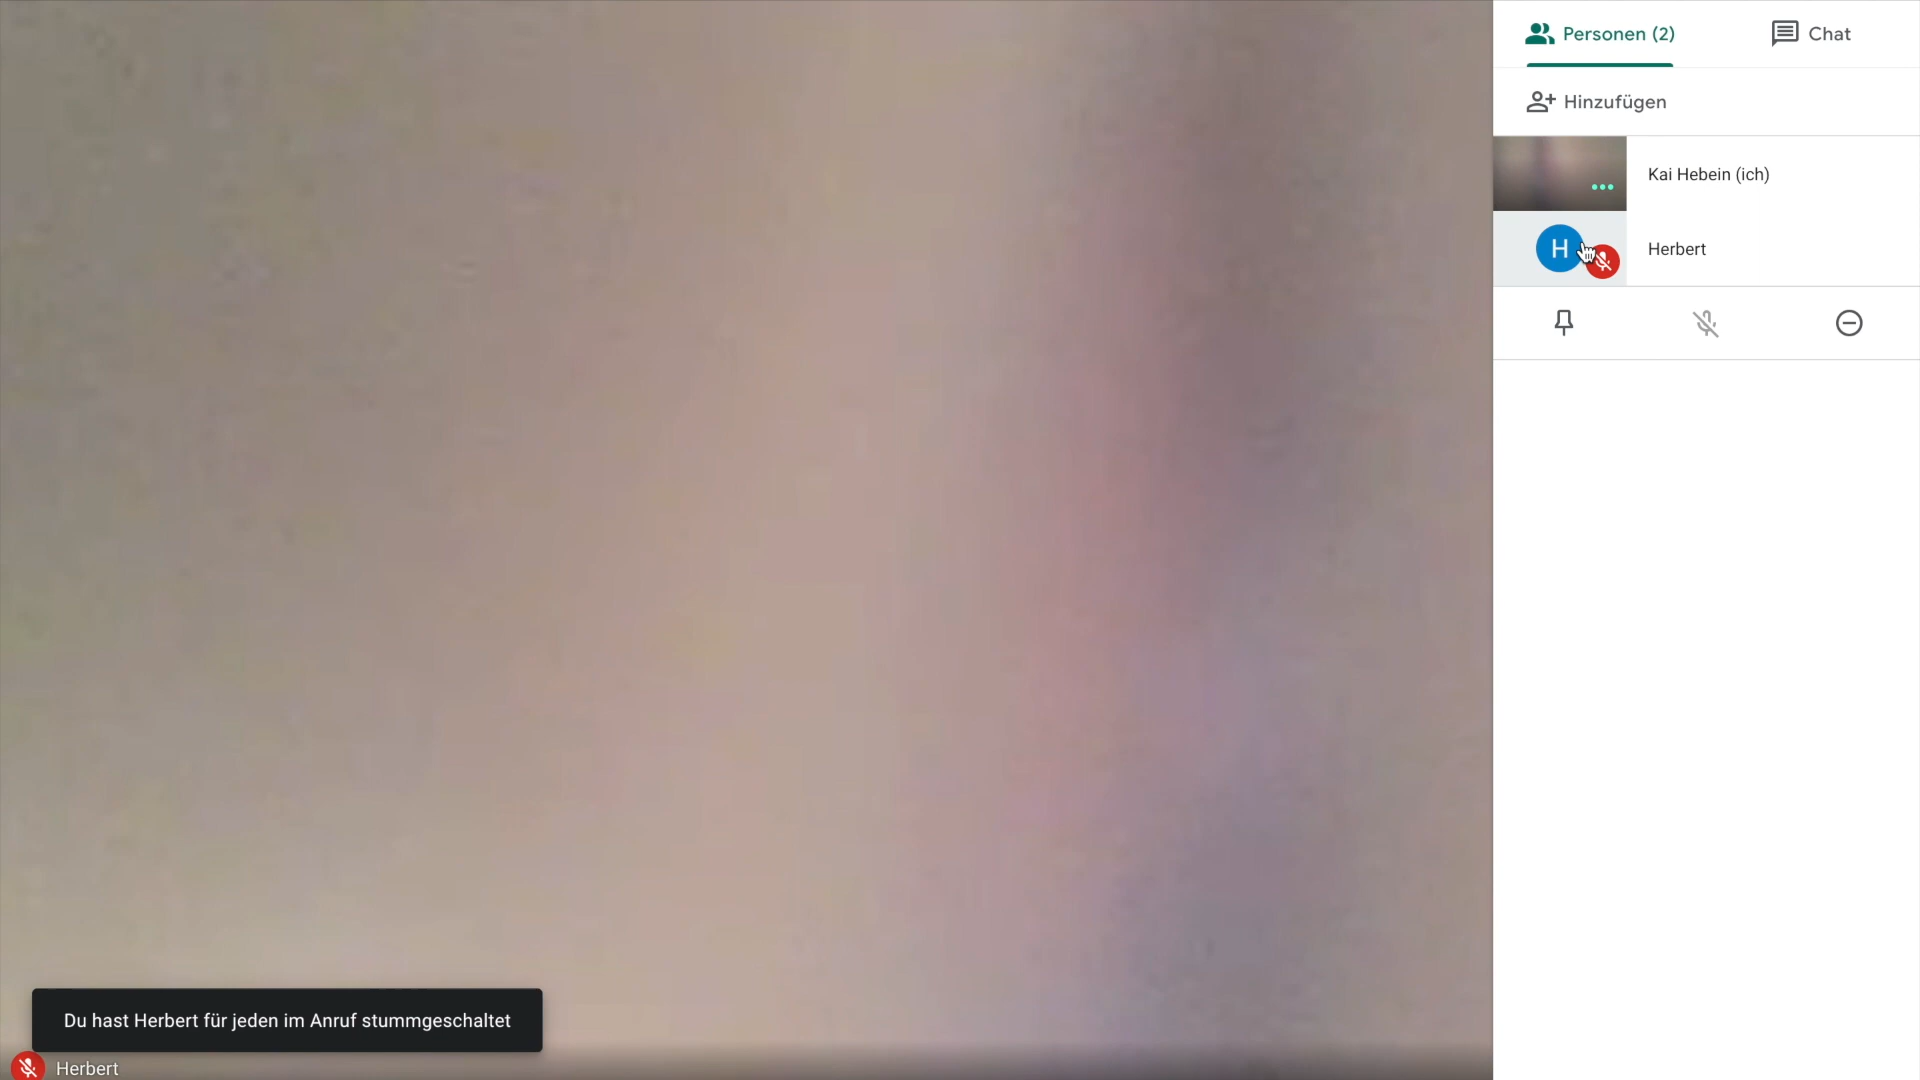 Personen (2)
Chat
Hinzufügen
Kai Hebein (ich)
H
Herbert
Du hast Herbert für jeden im Anruf stummgeschaltet
Herbert